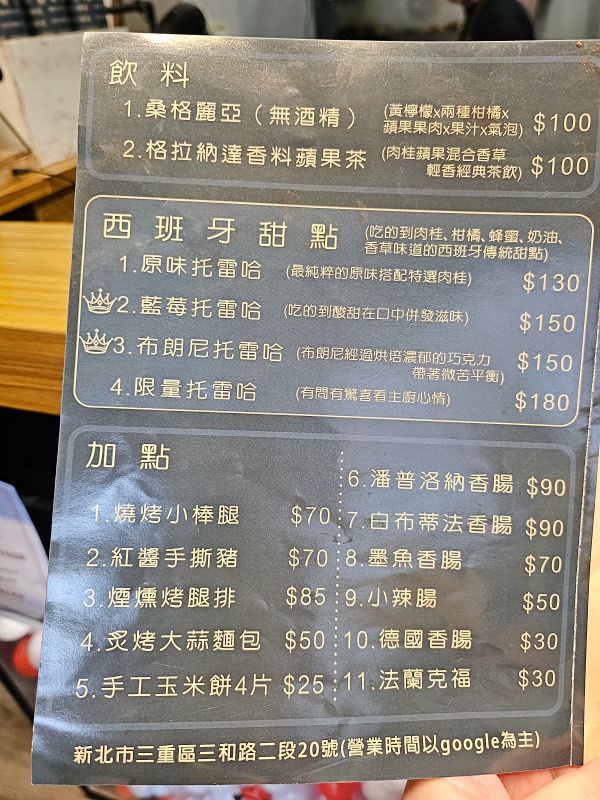 飲料
1.桑格麗亞（無酒精） (黃檸檬x兩種柑橘x
蘋果果肉x果汁x氣泡) $100
2.格拉納達香料蘋果茶 (肉桂蘋果混合香草
輕香經典茶飲) $100
西班牙甜點 (吃的到肉桂、柑橘、蜂蜜、奶油、
香草味道的西班牙傳統甜點)
1.原味托雷哈 (最純粹的原味搭配特選肉桂) $130
2.藍莓托雷哈 (吃的到酸甜在口中併發滋味) $150
3.布朗尼托雷哈 (布朗尼經過烘培濃郁的巧克力
帶著微苦平衡) $150
4.限量托雷哈 (有問有驚喜看主廚心情) $180
加點
1.燒烤小棒腿 $70
2.紅醬手撕豬 $70
3.煙燻烤腿排 $85
4.炙烤大蒜麵包 $50
5.手工玉米餅4片 $25
6.潘普洛納香腸 $90
7.白布蒂法香腸 $90
8.墨魚香腸 $70
9.小辣腸 $50
10.德國香腸 $30
11.法蘭克福 $30
新北市三重區三和路二段20號(營業時間以google為主)